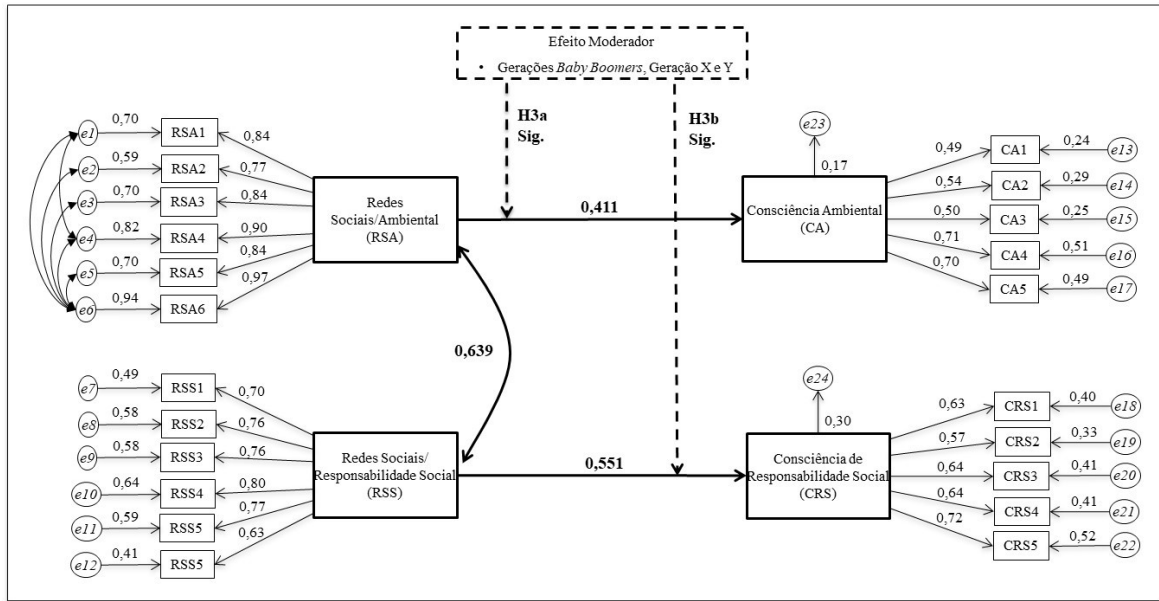 Efeito Moderador
• Gerações Baby Boomers, Geração X e Y
H3a
Sig.
H3b
Sig.
e1 0,70 RSA1 0,84
e2 0,59 RSA2 0,77
e3 0,70 RSA3 0,84
e4 0,82 RSA4 0,90
e5 0,70 RSA5 0,84
e6 0,94 RSA6 0,97
Redes
Sociais/Ambiental
(RSA)
0,411
e23
0,17
Consciência Ambiental
(CA)
0,49 CA1 0,24 e13
0,54 CA2 0,29 e14
0,50 CA3 0,25 e15
0,71 CA4 0,51 e16
0,70 CA5 0,49 e17
0,639
e7 0,49 RSS1 0,70
e8 0,58 RSS2 0,76
e9 0,58 RSS3 0,76
e10 0,64 RSS4 0,80
e11 0,59 RSS5 0,77
e12 0,41 RSS5 0,63
Redes Sociais/
Responsabilidade Social
(RSS)
0,551
e24
0,30
Consciência de
Responsabilidade Social
(CRS)
0,63 CRS1 0,40 e18
0,57 CRS2 0,33 e19
0,64 CRS3 0,41 e20
0,64 CRS4 0,41 e21
0,72 CRS5 0,52 e22